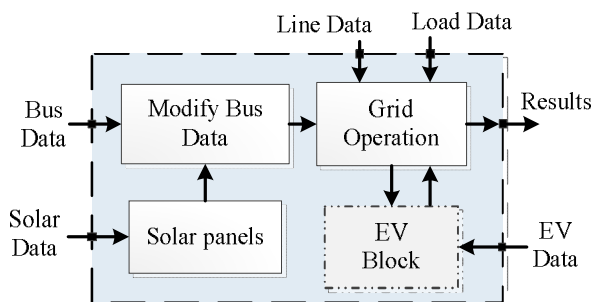 Line Data
Load Data
Bus
Data
Modify Bus
Data
Grid
Operation
Results
Solar
Data
Solar panels
EV
Block
EV
Data